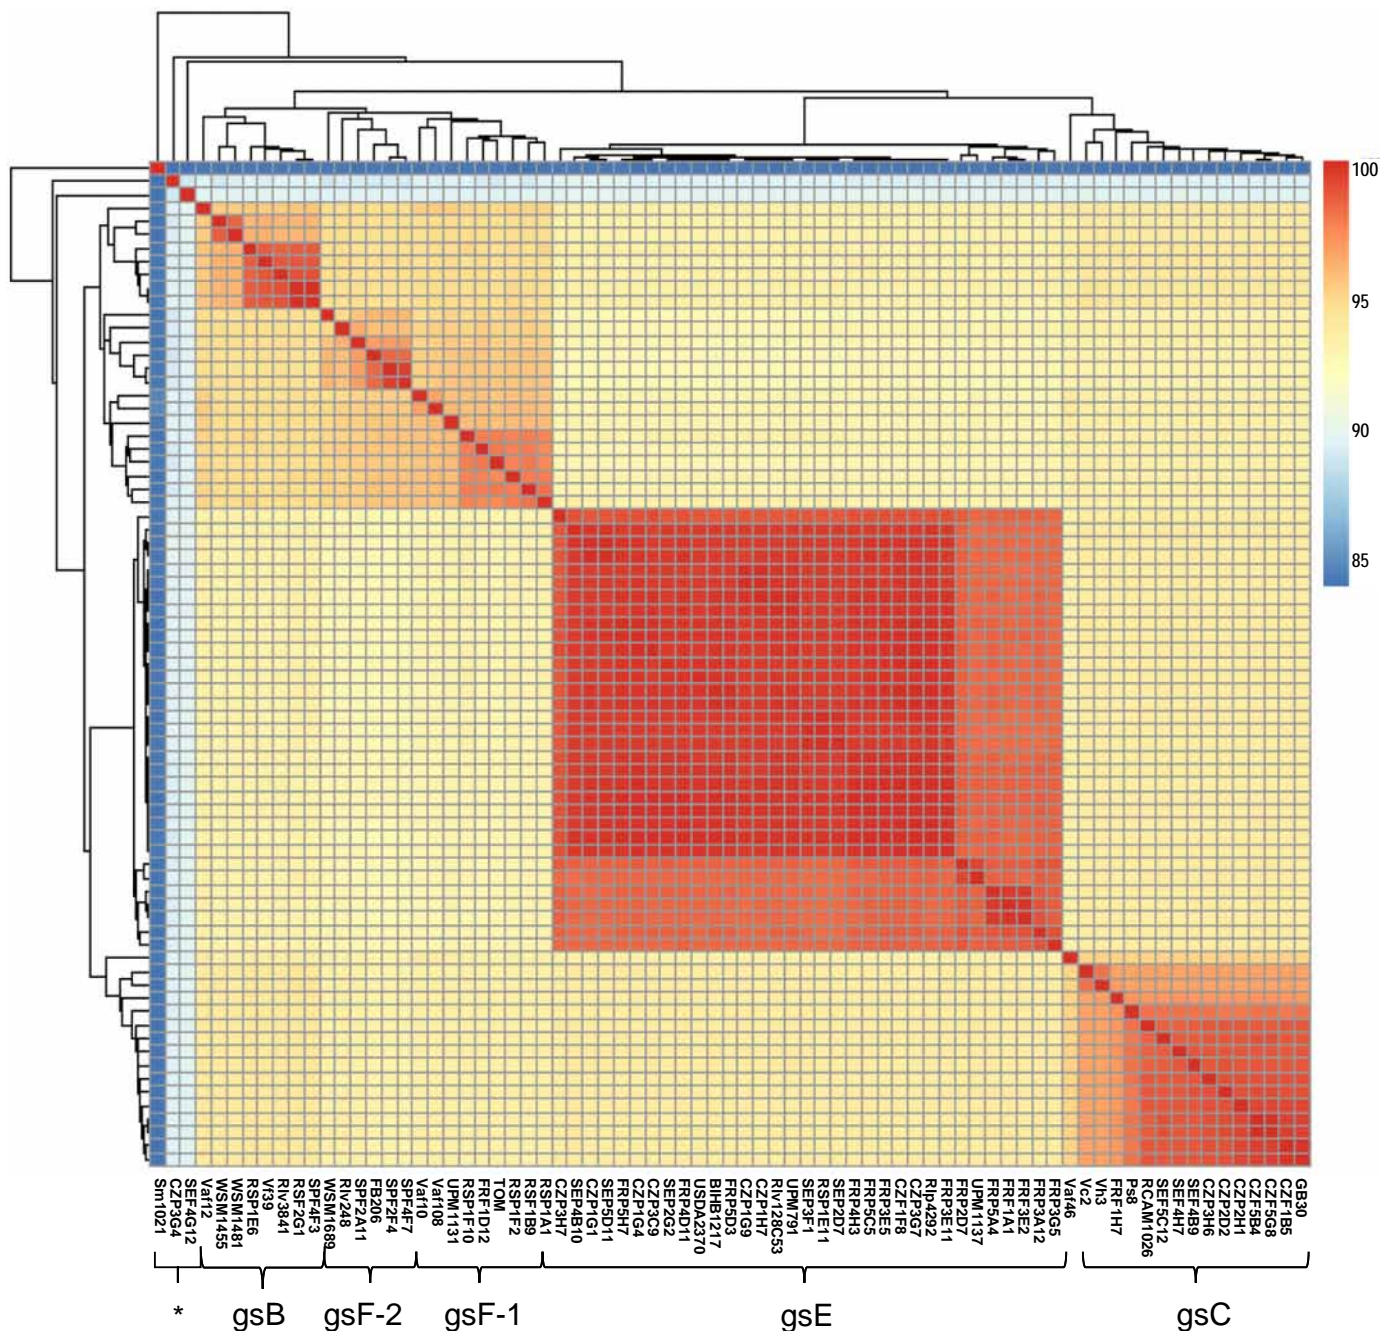 100
95
90
85
Sm1021
CZP3G4
SEF4G12
Vaf12
WSM1455
WSM1481
RSP1E6
Vf39
Rlv3841
RSF2G1
SPF4F3
WSM1689
Rlv248
SPF2A11
FB206
SPF2F4
SPF4F7
Vaf10
Vaf108
UPM1131
RSP1F10
FRF1D12
TOM
RSP1F2
RSF1B9
RSP1A1
CZP3H7
SEP4B10
CZP1G1
SEP5D11
FRP5H7
CZP1G4
CZP3C9
SEP2G2
FRP4D11
USDA2370
BIHB1217
FRP5D3
CZP1G9
CZP1H7
Rlv128C53
UPM791
SEP3F1
RSP1E11
SEP2D7
FRP4H3
FRP5C5
FRP3E5
CZF1F8
CZP3G7
Rlp4292
FRP3E11
FRP2D7
UPM1137
FRF5A4
FRF1A1
FRF3E2
FRP3A12
FRP3G5
Vaf46
Vc2
Vh3
FRF1H7
Ps8
RCAM1026
SEF5C12
SEF4H7
SEF4B9
CZP3H6
CZP2D2
CZP2H1
CZF5B4
CZF5G8
CZF1B5
GB30
* gsB gsF-2 gsF-1 gsE gsC